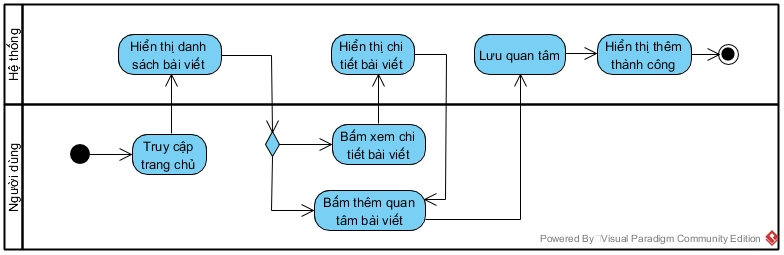 Hệ thống
Hiển thị danh
sách bài viết
Hiển thị chi
tiết bài viết
Lưu quan tâm
Hiển thị thêm
thành công
Người dùng
Truy cập
trang chủ
Bấm xem chi
tiết bài viết
Bấm thêm quan
tâm bài viết
Powered By Visual Paradigm Community Edition